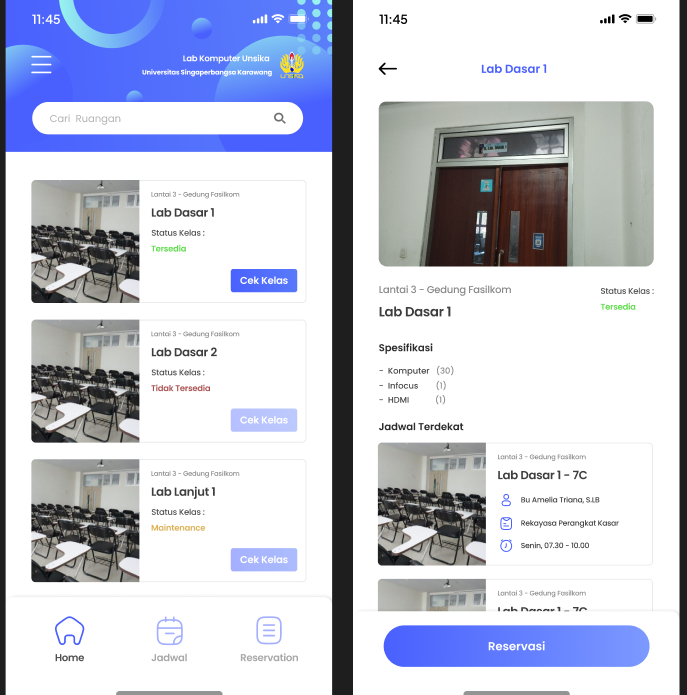 11:45
Lab Komputer Unsika
Universitas Singaperbangsa Karawang
UNSIKA
Cari Ruangan
Lantai 3 - Gedung Fasilkom
Lab Dasar 1
Status Kelas :
Tersedia
Cek Kelas
Lantai 3 - Gedung Fasilkom
Lab Dasar 2
Status Kelas :
Tidak Tersedia
Cek Kelas
Lantai 3 - Gedung Fasilkom
Lab Lanjut 1
Status Kelas :
Maintenance
Cek Kelas
Home
Jadwal
Reservation
11:45
Lab Dasar 1
Lantai 3 - Gedung Fasilkom
Status Kelas :
Lab Dasar 1
Tersedia
Spesifikasi
- Komputer (30)
- Infocus (1)
- HDMI (1)
Jadwal Terdekat
Lantai 3 - Gedung Fasilkom
Lab Dasar 1 - 7C
Bu Amelia Triana, S.I.B
Rekayasa Perangkat Kasar
Senin, 07.30 - 10.00
Lantai 3 - Gedung Fasilkom
Lab Dasar 1 - 7C
Reservasi